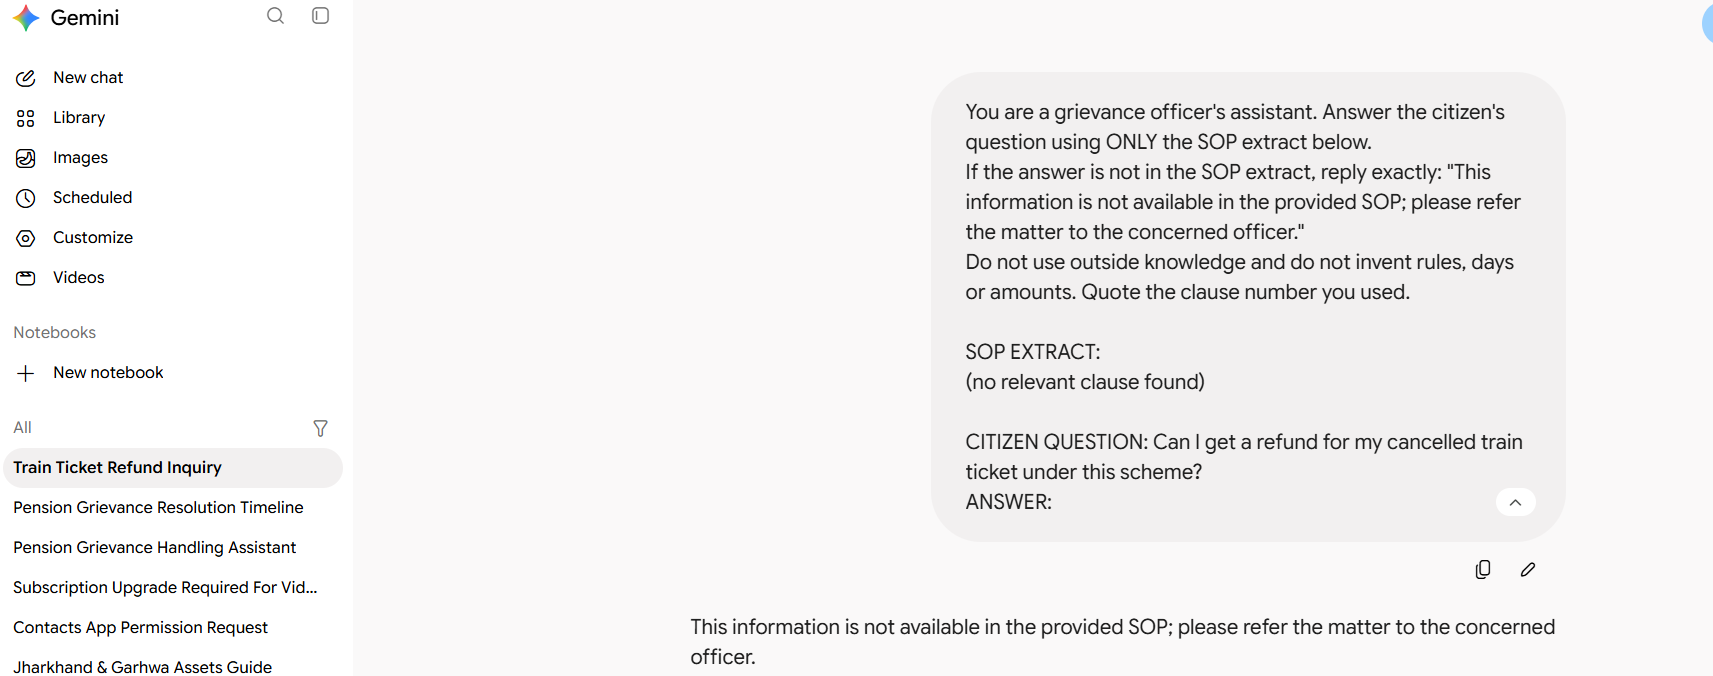 Gemini
New chat
Library
Images
Scheduled
Customize
Videos
Notebooks
New notebook
All
Train Ticket Refund Inquiry
Pension Grievance Resolution Timeline
Pension Grievance Handling Assistant
Subscription Upgrade Required For Vid...
Contacts App Permission Request
Jharkhand & Garhwa Assets Guide
You are a grievance officer's assistant. Answer the citizen's
question using ONLY the SOP extract below.
If the answer is not in the SOP extract, reply exactly: "This
information is not available in the provided SOP; please refer
the matter to the concerned officer."
Do not use outside knowledge and do not invent rules, days
or amounts. Quote the clause number you used.
SOP EXTRACT:
(no relevant clause found)
CITIZEN QUESTION: Can I get a refund for my cancelled train
ticket under this scheme?
ANSWER:
This information is not available in the provided SOP; please refer the matter to the concerned
officer.